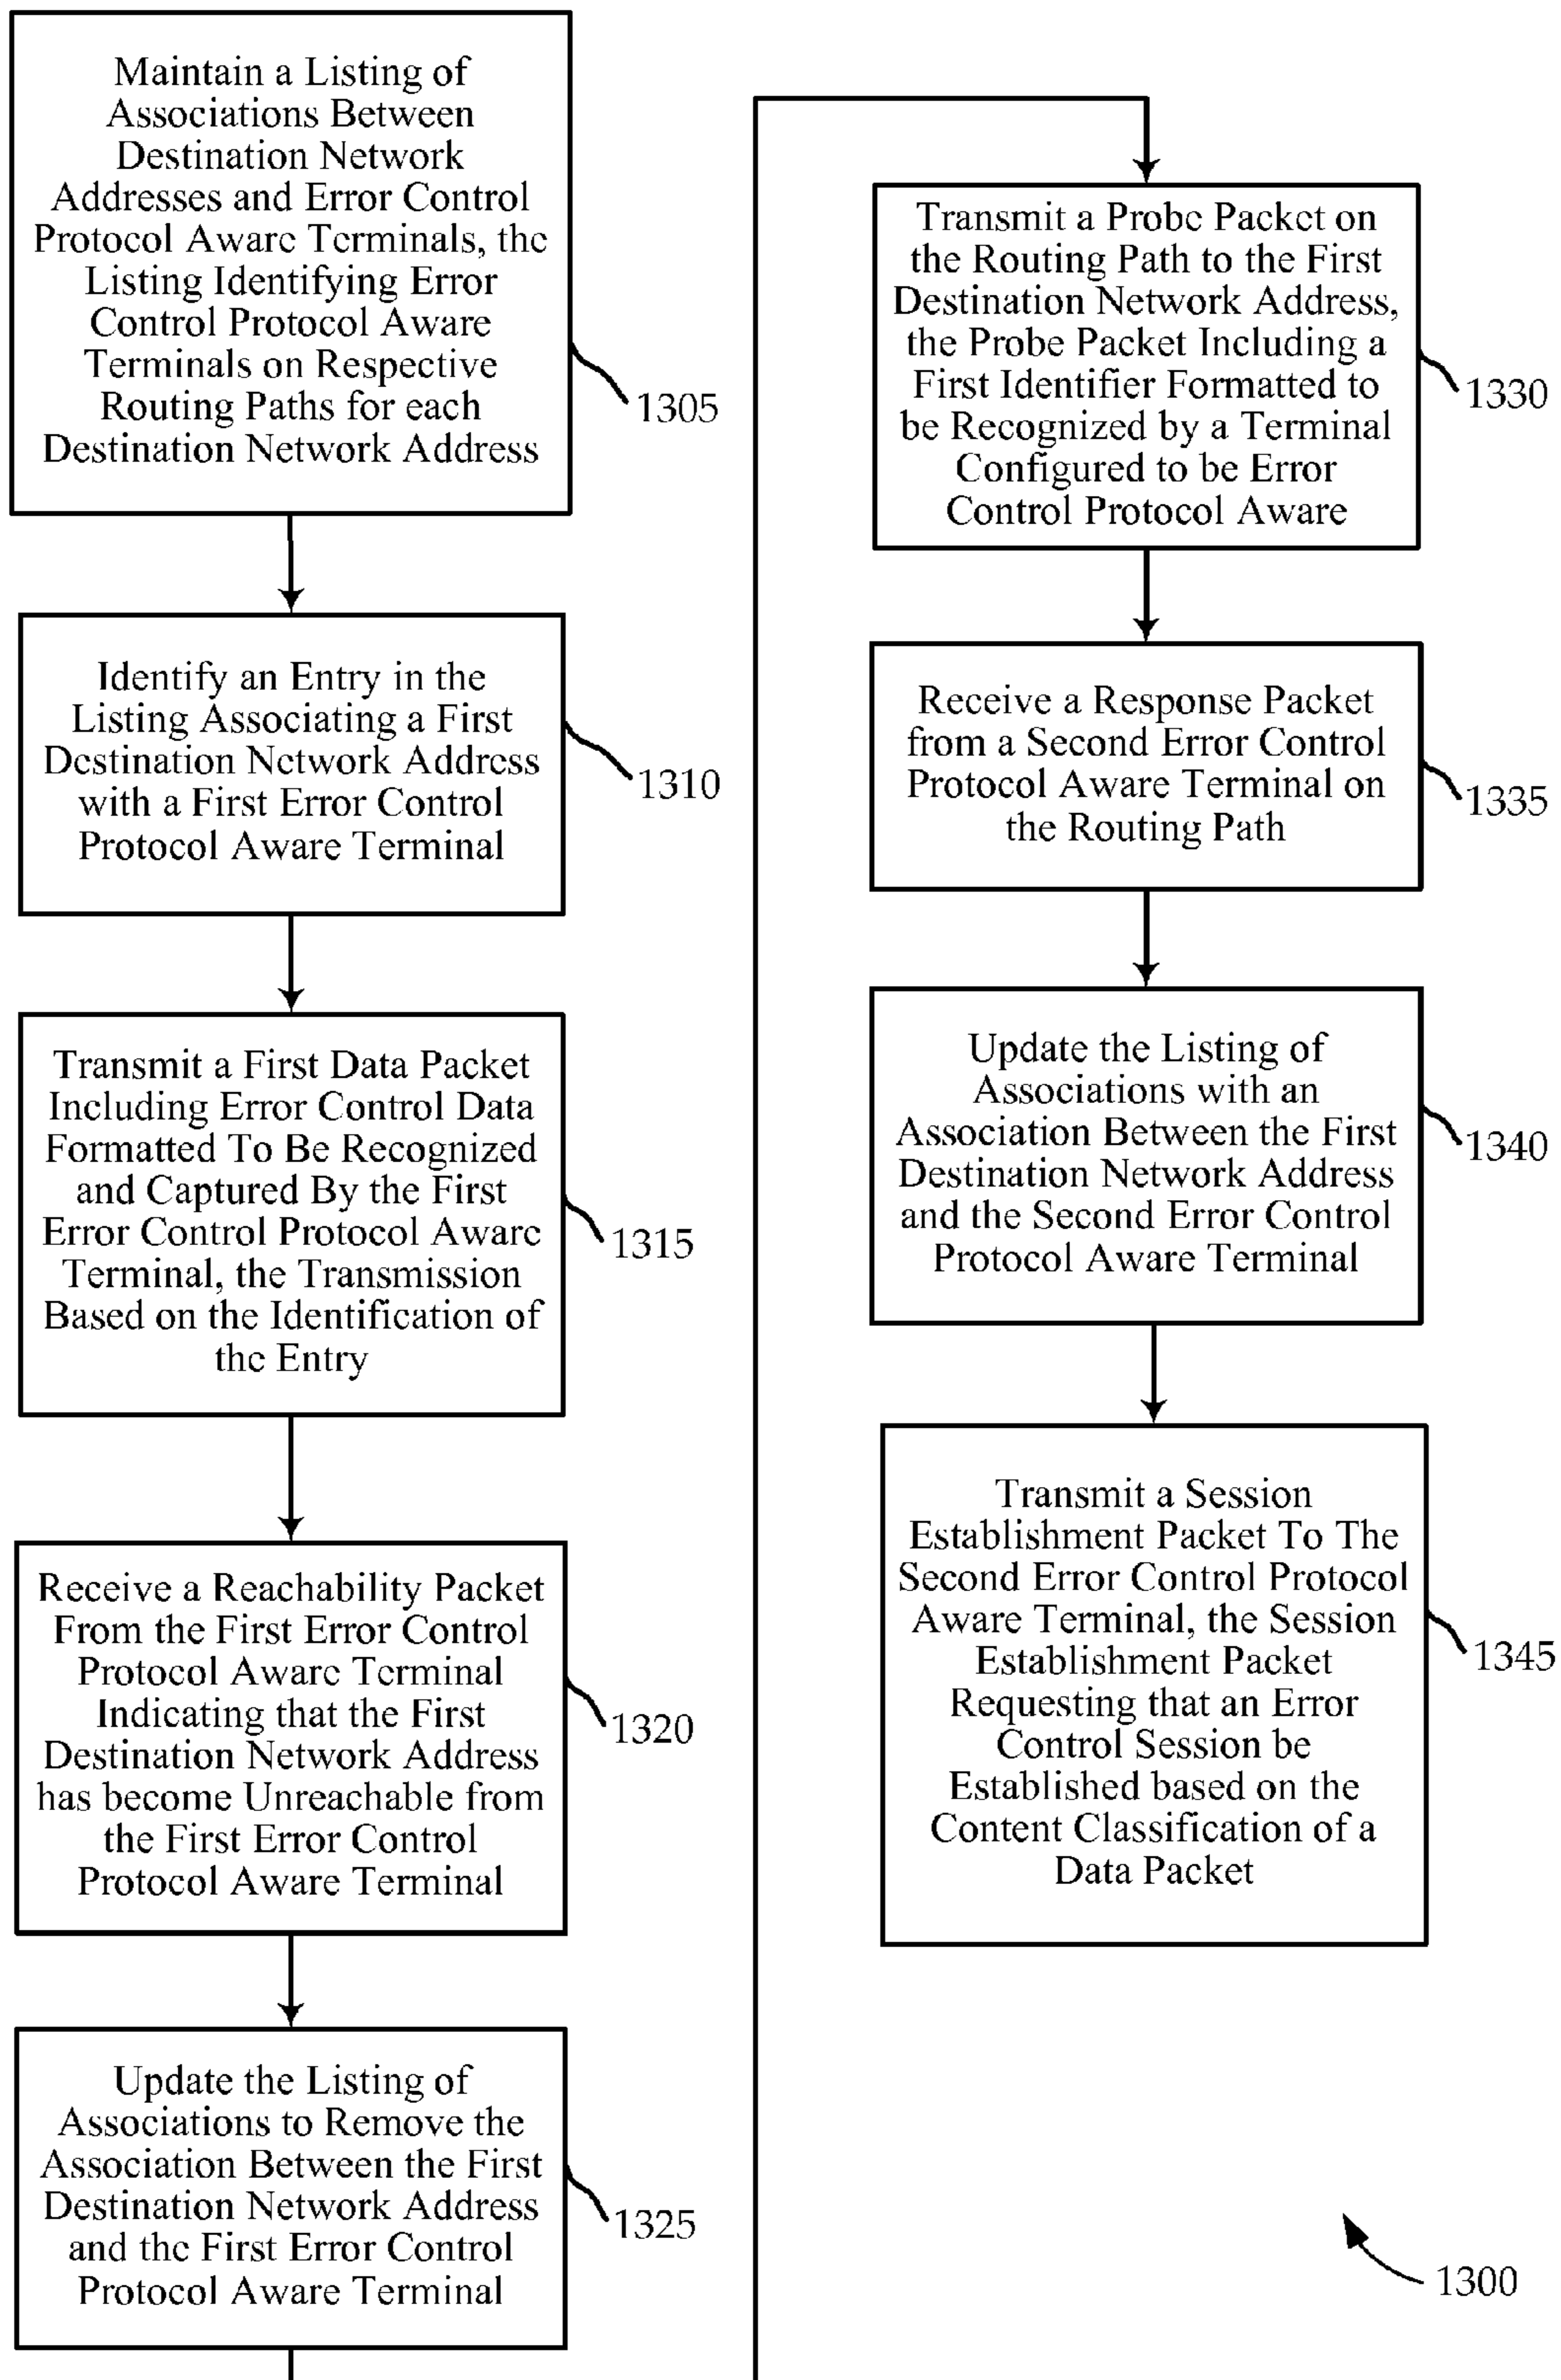 Maintain a Listing of
Associations Between
Destination Network
Addresses and Error Control
Protocol Aware Terminals, the
Listing Identifying Error
Control Protocol Aware
Terminals on Respective
Routing Paths for each
Destination Network Address
1305
Identify an Entry in the
Listing Associating a First
Destination Network Address
with a First Error Control
Protocol Aware Terminal
1310
Transmit a First Data Packet
Including Error Control Data
Formatted To Be Recognized
and Captured By the First
Error Control Protocol Aware
Terminal, the Transmission
Based on the Identification of
the Entry
1315
Receive a Reachability Packet
From the First Error Control
Protocol Aware Terminal
Indicating that the First
Destination Network Address
has become Unreachable from
the First Error Control
Protocol Aware Terminal
1320
Update the Listing of
Associations to Remove the
Association Between the First
Destination Network Address
and the First Error Control
Protocol Aware Terminal
1325
Transmit a Probe Packet on
the Routing Path to the First
Destination Network Address,
the Probe Packet Including a
First Identifier Formatted to
be Recognized by a Terminal
Configured to be Error
Control Protocol Aware
1330
Receive a Response Packet
from a Second Error Control
Protocol Aware Terminal on
the Routing Path
1335
Update the Listing of
Associations with an
Association Between the First
Destination Network Address
and the Second Error Control
Protocol Aware Terminal
1340
Transmit a Session
Establishment Packet To The
Second Error Control Protocol
Aware Terminal, the Session
Establishment Packet
Requesting that an Error
Control Session be
Established based on the
Content Classification of a
Data Packet
1345
1300